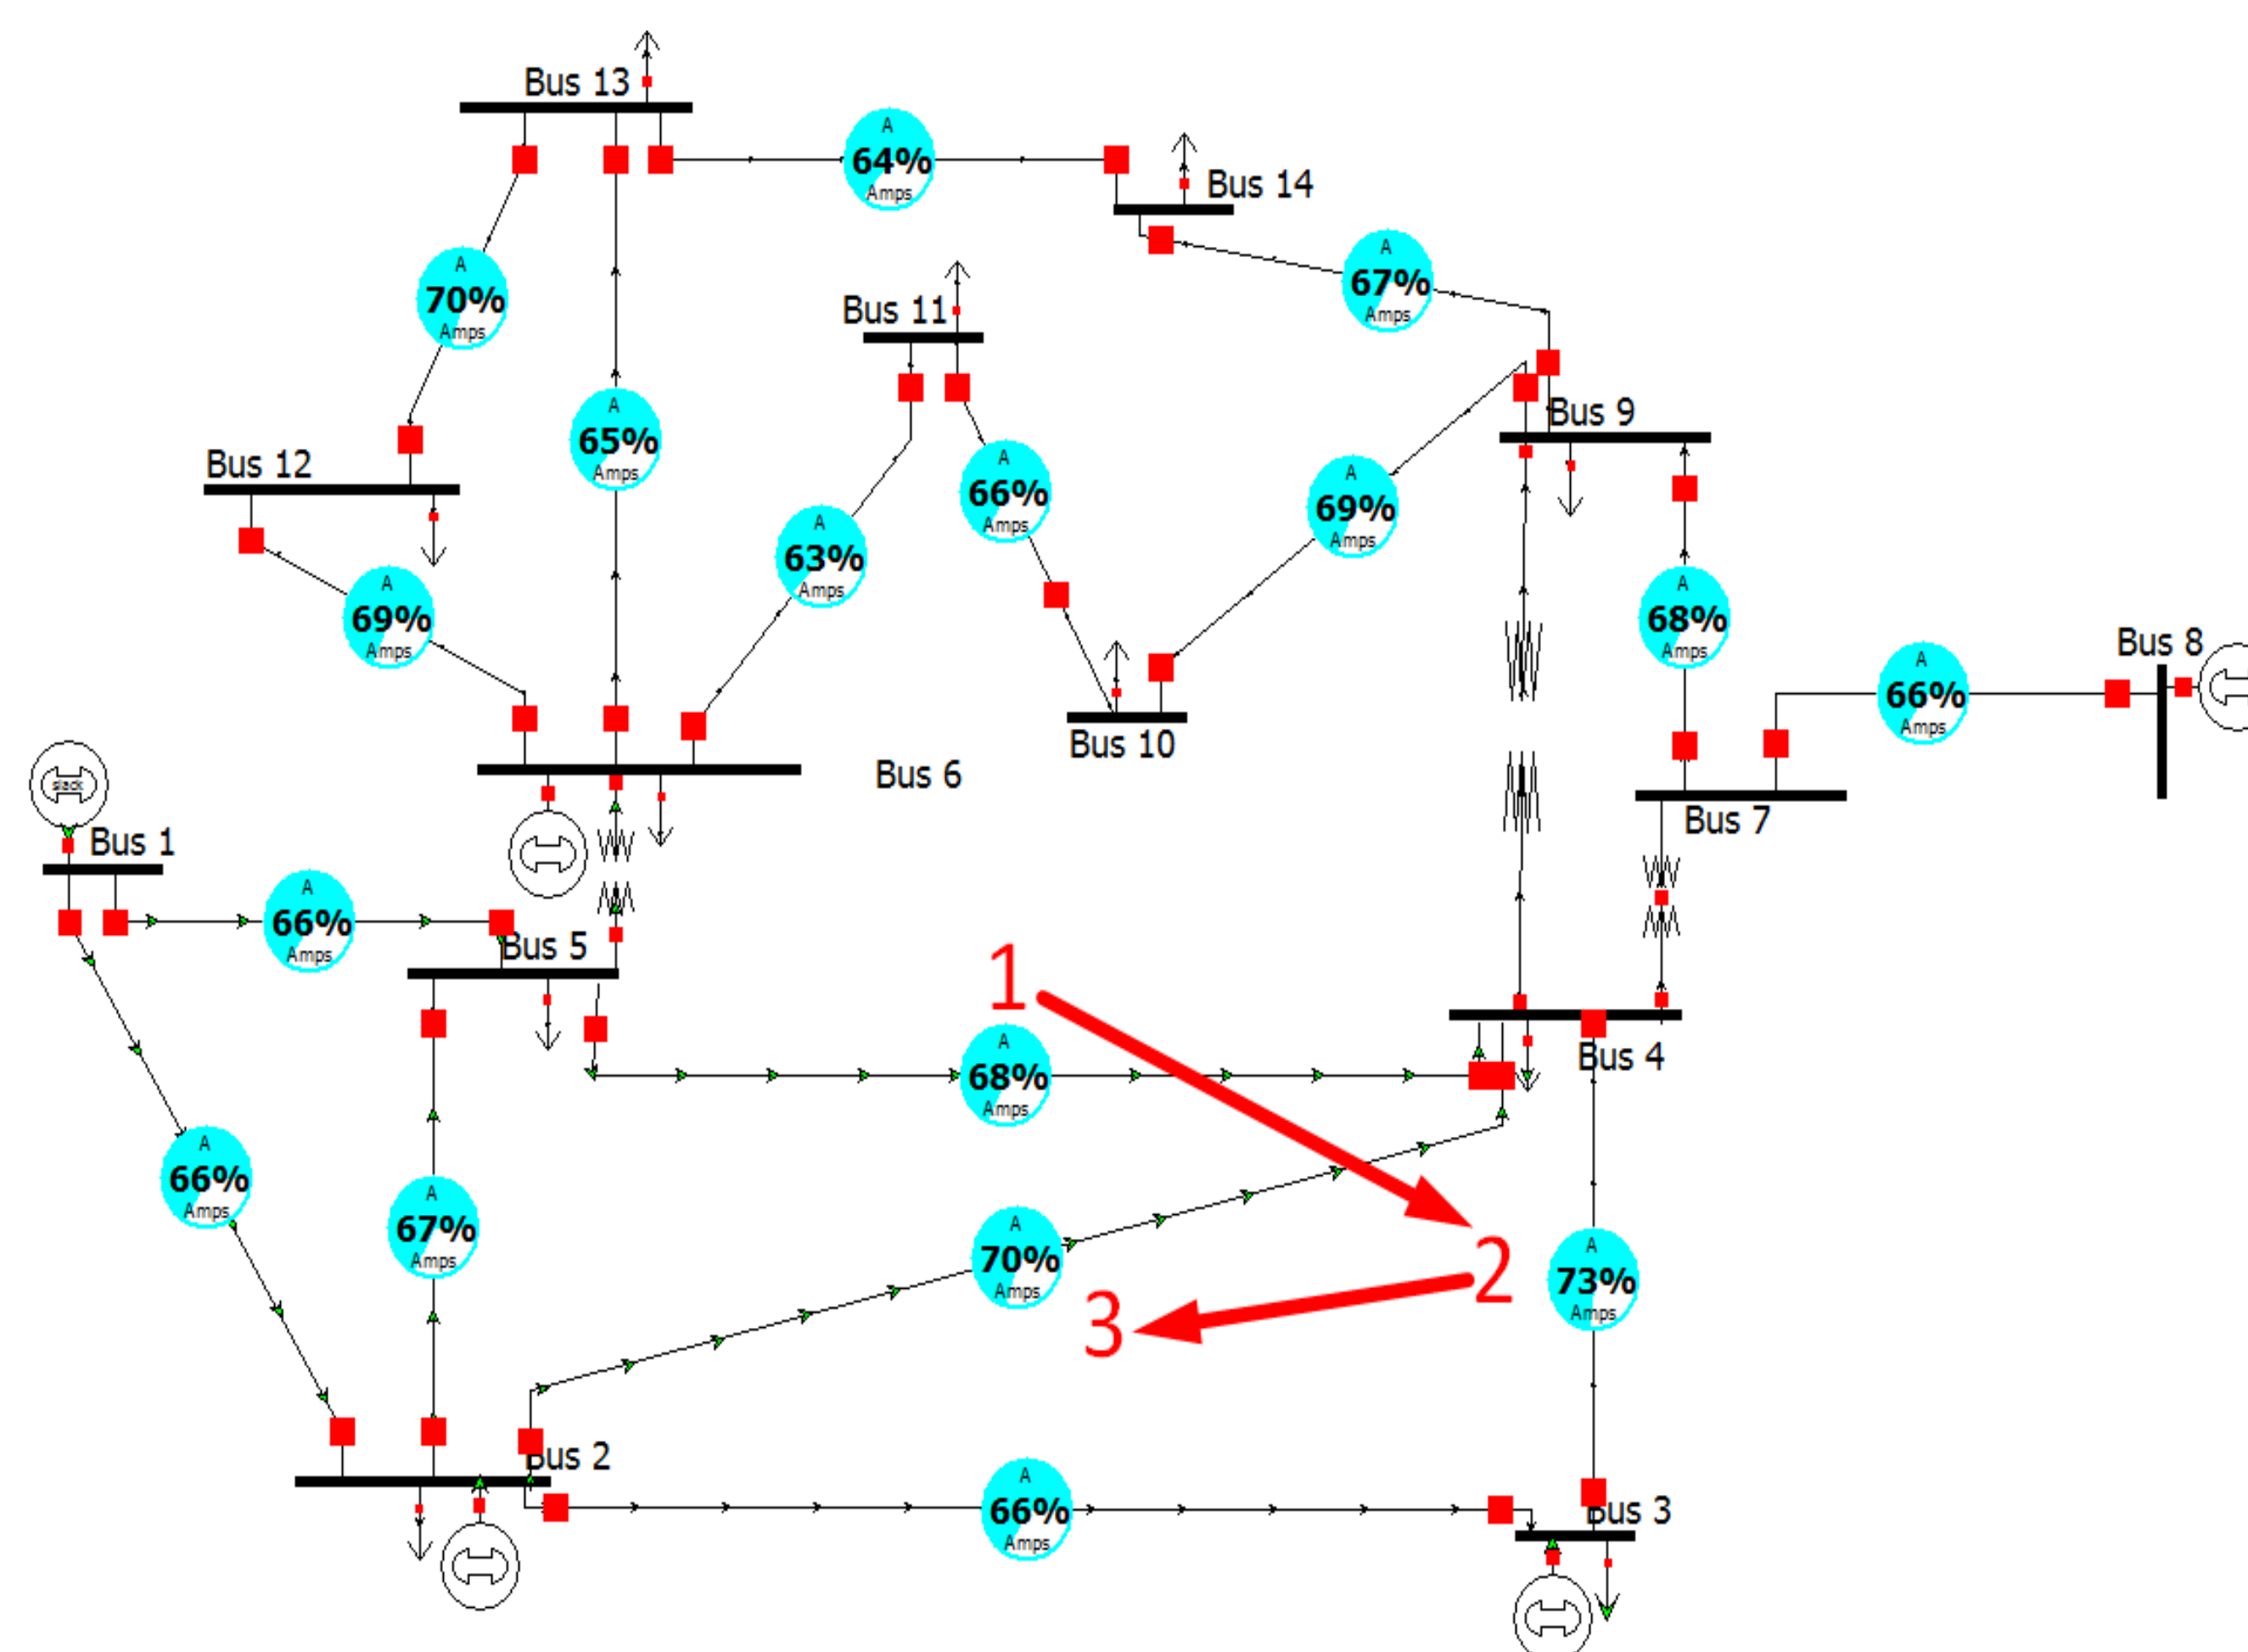 Bus 13
A
64%
Amps
Bus 14
A
70%
Amps
A
67%
Amps
Bus 11
A
65%
Amps
Bus 9
Bus 12
A
66%
Amps
A
69%
Amps
A
63%
Amps
A
69%
Amps
A
68%
Amps
Bus 8
A
66%
Amps
Bus 10
Bus 6
slack
Bus 7
Bus 1
A
66%
Amps
Bus 5
1
Bus 4
A
68%
Amps
A
66%
Amps
A
67%
Amps
A
70%
Amps
2
A
73%
Amps
3
Bus 2
A
66%
Amps
Bus 3